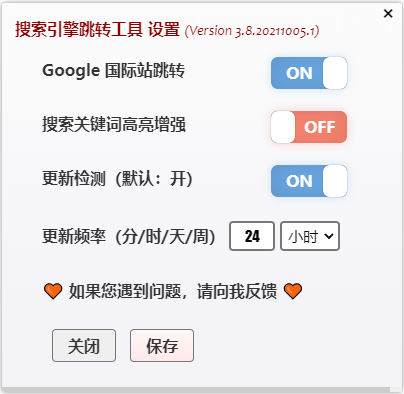 搜索引擎跳转工具 设置 (Version 3.8.20211005.1)
Google 国际站跳转 ON
搜索关键词高亮增强 OFF
更新检测（默认：开） ON
更新频率（分/时/天/周） 24 小时
🧡 如果您遇到问题，请向我反馈 🧡
关闭 保存